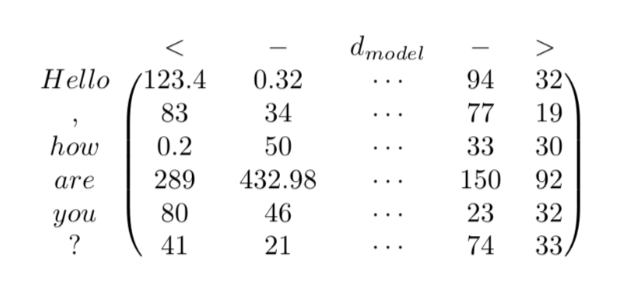 < − d_model − >
Hello 123.4 0.32 ⋯ 94 32
, 83 34 ⋯ 77 19
how 0.2 50 ⋯ 33 30
are 289 432.98 ⋯ 150 92
you 80 46 ⋯ 23 32
? 41 21 ⋯ 74 33